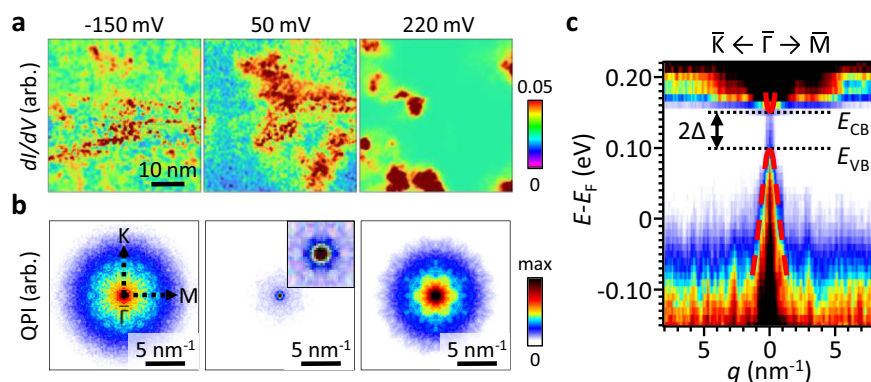 a
-150 mV
50 mV
220 mV
dI/dV (arb.)
10 nm
0.05
0
b
QPI (arb.)
K
M
Γ̅
5 nm⁻¹
5 nm⁻¹
5 nm⁻¹
max
0
c
K̅ ← Γ̅ → M̅
E-E_F (eV)
0.20
0.10
0
-0.10
2Δ
E_CB
E_VB
5
0
5
q (nm⁻¹)